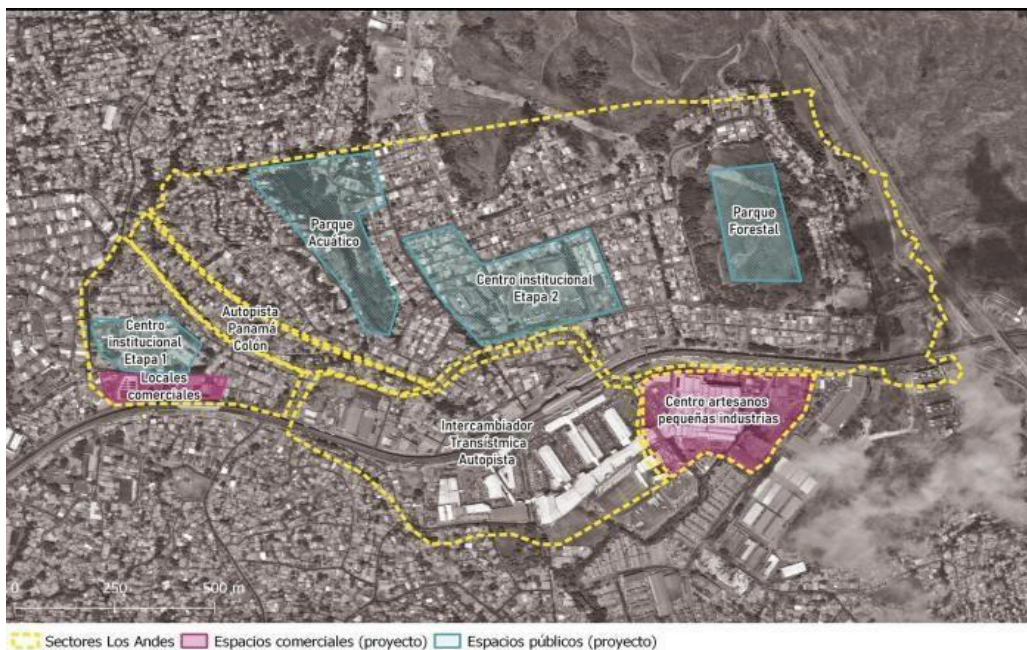 Parque
Acuático
Parque
Forestal
Centro institucional
Etapa 2
Autopista
Panamá
Colón
Centro
institucional
Etapa 1
Locales
comerciales
Centro artesanos
pequeñas industrias
Intercambiador
Transístmica
Autopista
0 250 500 m
Sectores Los Andes Espacios comerciales (proyecto) Espacios públicos (proyecto)